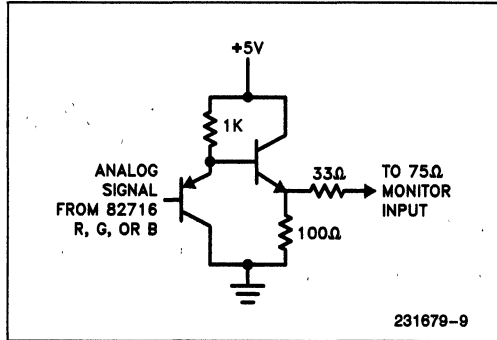 +5V
1K
ANALOG
SIGNAL
FROM 82716
R, G, OR B
33Ω
TO 75Ω
MONITOR
INPUT
100Ω
231679-9